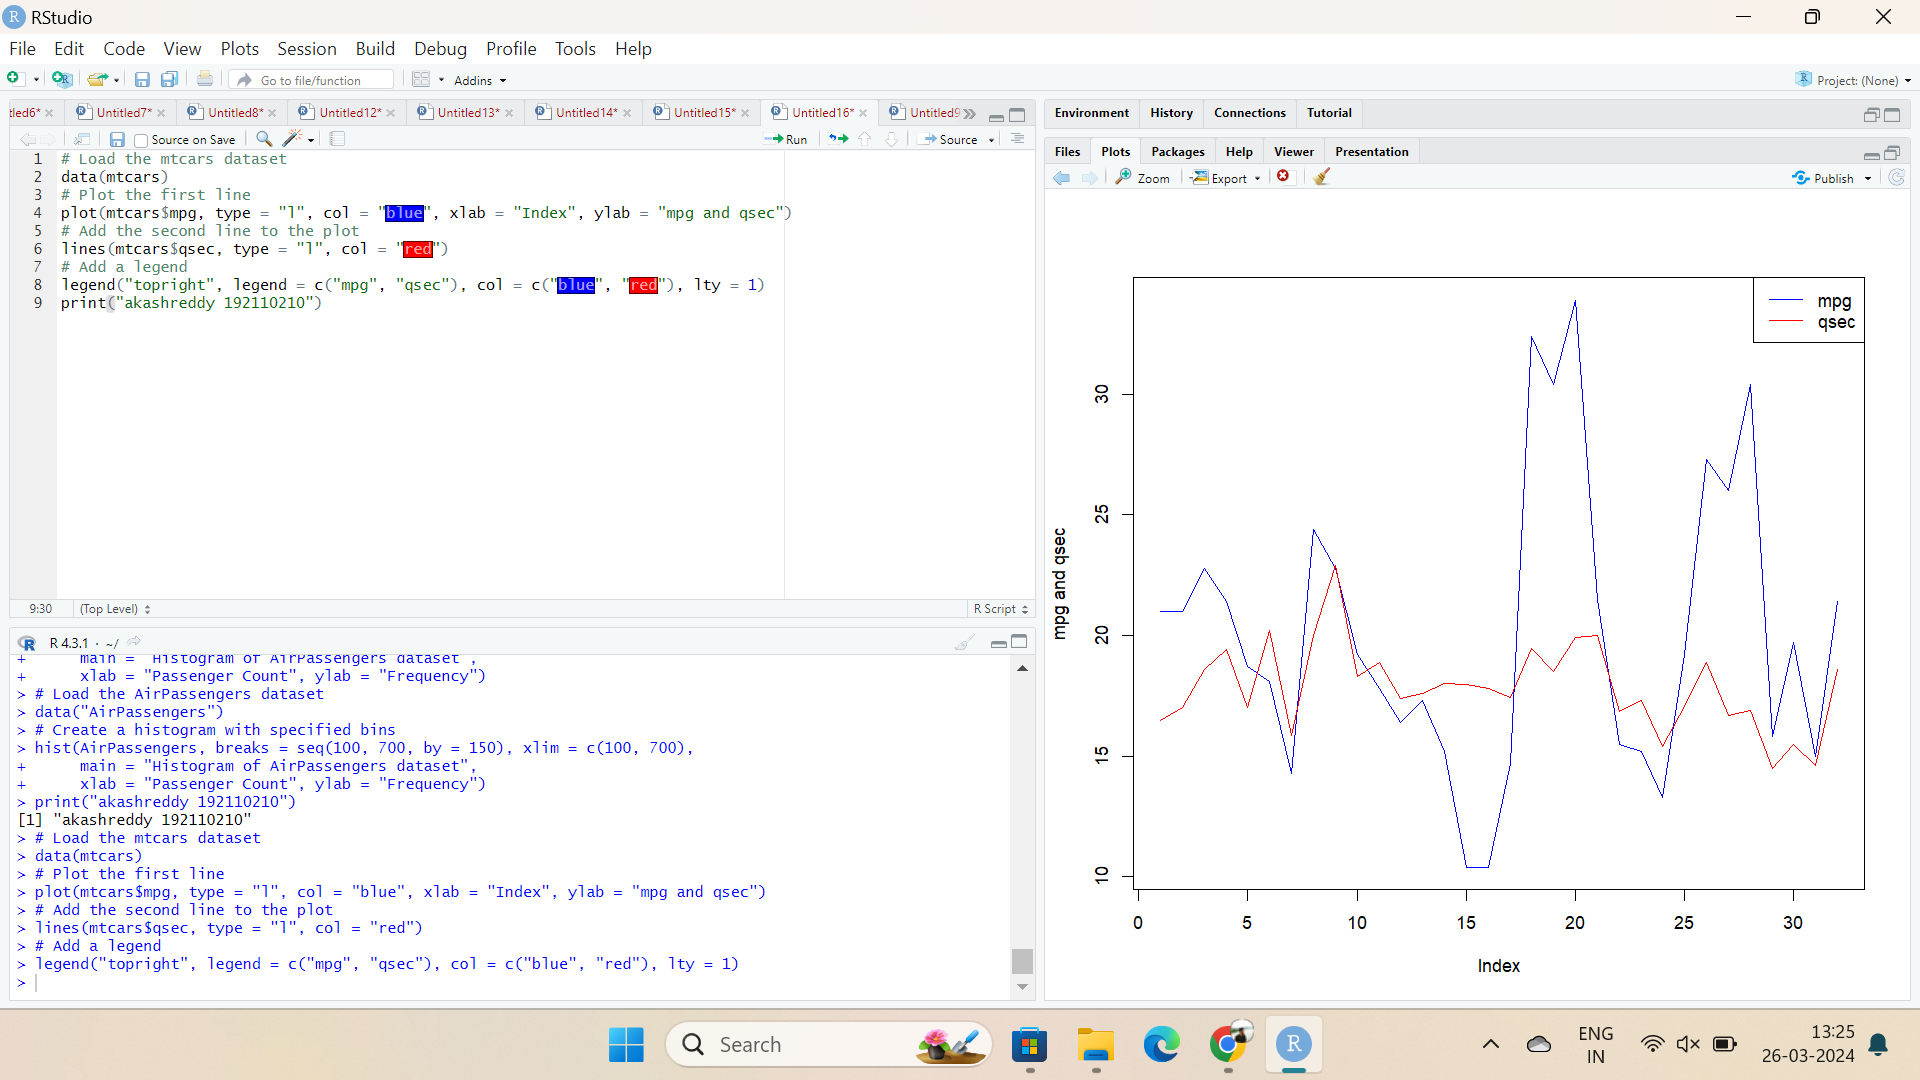 RStudio
File Edit Code View Plots Session Build Debug Profile Tools Help
Go to file/function Addins Project: (None)
tled6* Untitled7* Untitled8* Untitled12* Untitled13* Untitled14* Untitled15* Untitled16* Untitled9
Source on Save Run Source
1 # Load the mtcars dataset
2 data(mtcars)
3 # Plot the first line
4 plot(mtcars$mpg, type = "l", col = "blue", xlab = "Index", ylab = "mpg and qsec")
5 # Add the second line to the plot
6 lines(mtcars$qsec, type = "l", col = "red")
7 # Add a legend
8 legend("topright", legend = c("mpg", "qsec"), col = c("blue", "red"), lty = 1)
9 print("akashreddy 192110210")
9:30 (Top Level) R Script
R 4.3.1 · ~/
+ main = "Histogram of AirPassengers dataset",
+ xlab = "Passenger Count", ylab = "Frequency")
> # Load the AirPassengers dataset
> data("AirPassengers")
> # Create a histogram with specified bins
> hist(AirPassengers, breaks = seq(100, 700, by = 150), xlim = c(100, 700),
+ main = "Histogram of AirPassengers dataset",
+ xlab = "Passenger Count", ylab = "Frequency")
> print("akashreddy 192110210")
[1] "akashreddy 192110210"
> # Load the mtcars dataset
> data(mtcars)
> # Plot the first line
> plot(mtcars$mpg, type = "l", col = "blue", xlab = "Index", ylab = "mpg and qsec")
> # Add the second line to the plot
> lines(mtcars$qsec, type = "l", col = "red")
> # Add a legend
> legend("topright", legend = c("mpg", "qsec"), col = c("blue", "red"), lty = 1)
>
Environment History Connections Tutorial
Files Plots Packages Help Viewer Presentation
Zoom Export Publish
mpg
qsec
30
25
20
15
10
mpg and qsec
0 5 10 15 20 25 30
Index
Search
ENG
IN
13:25
26-03-2024